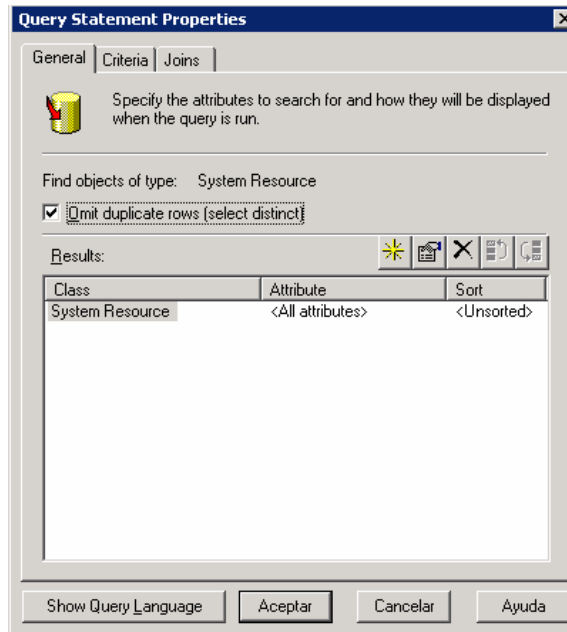 Query Statement Properties
General Criteria Joins
Specify the attributes to search for and how they will be displayed
when the query is run.
Find objects of type: System Resource
Omit duplicate rows (select distinct)
Results:
Class Attribute Sort
System Resource <All attributes> <Unsorted>
Show Query Language Aceptar Cancelar Ayuda